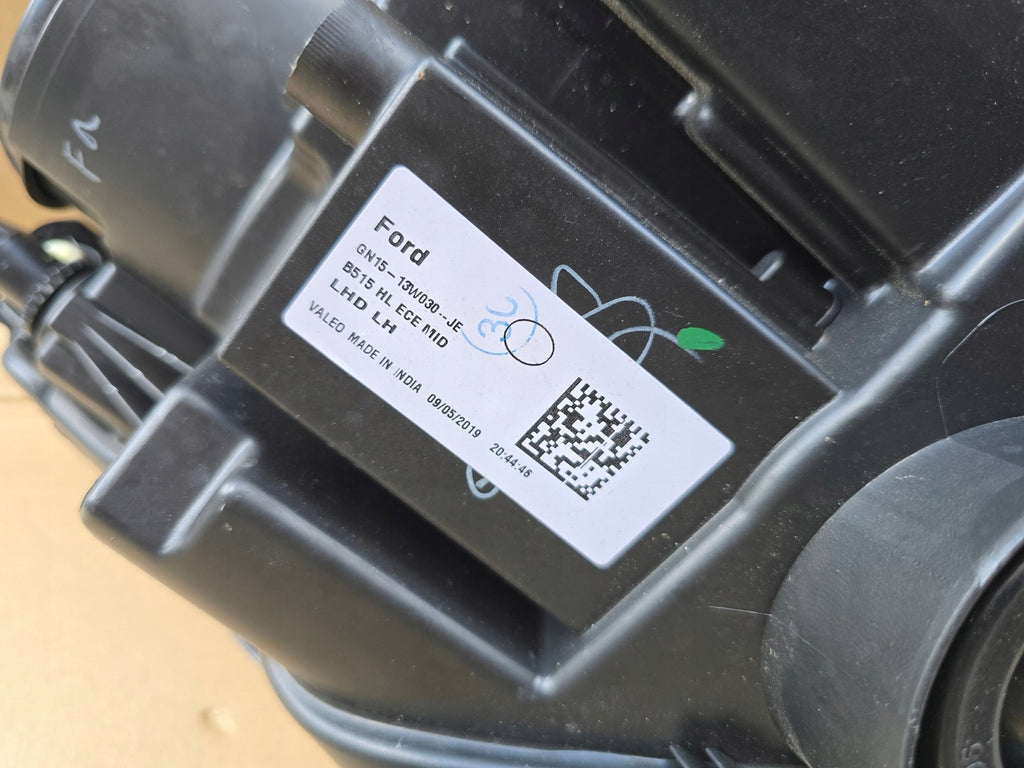 Ford
GN15-13W030-JE
B515 HL ECE MID
LHD LH
VALEO MADE IN INDIA 09/05/2019 20:44:46
3C